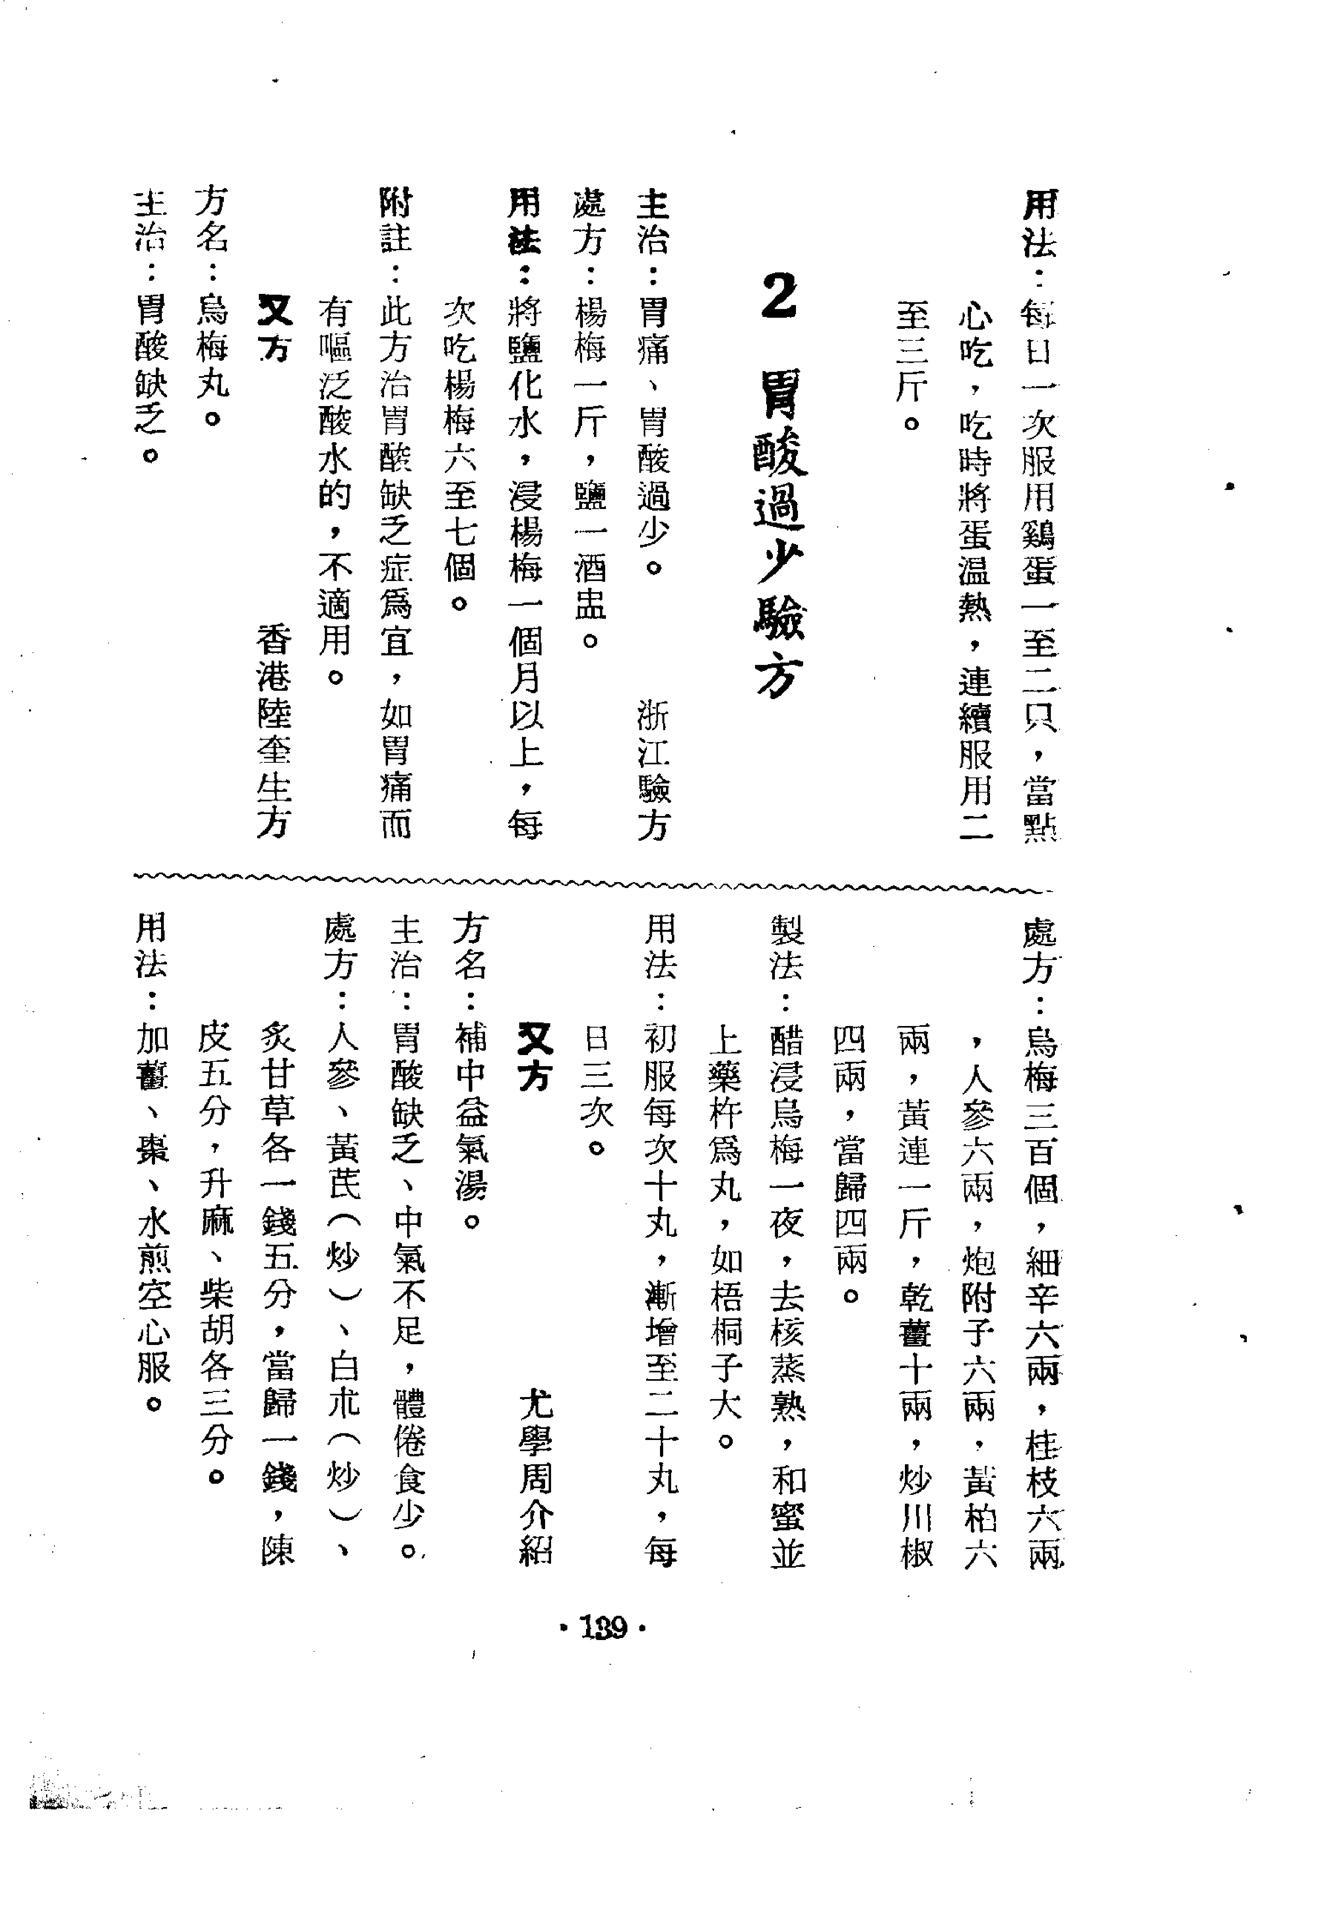 用法：每日一次服用鷄蛋一至二只，當點
心吃，吃時將蛋温熱，連續服用二
至三斤。
2 胃酸過少驗方
主治：胃痛、胃酸過少。 浙江驗方
處方：楊梅一斤，鹽一酒盅。
用法：將鹽化水，浸楊梅一個月以上，每
次吃楊梅六至七個。
附註：此方治胃酸缺乏症爲宜，如胃痛而
有嘔泛酸水的，不適用。
又方 香港陸奎生方
方名：烏梅丸。
主治：胃酸缺乏。
處方：烏梅三百個，細辛六兩，桂枝六兩
，人參六兩，炮附子六兩，黃柏六
兩，黃連一斤，乾薑十兩，炒川椒
四兩，當歸四兩。
製法：醋浸烏梅一夜，去核蒸熟，和蜜並
上藥杵爲丸，如梧桐子大。
用法：初服每次十丸，漸增至二十丸，每
日三次。
又方 尤學周介紹
方名：補中益氣湯。
主治：胃酸缺乏、中氣不足，體倦食少。
處方：人參、黃芪（炒）、白朮（炒）、
炙甘草各一錢五分，當歸一錢，陳
皮五分，升麻、柴胡各三分。
用法：加薑、棗、水煎空心服。
·139·